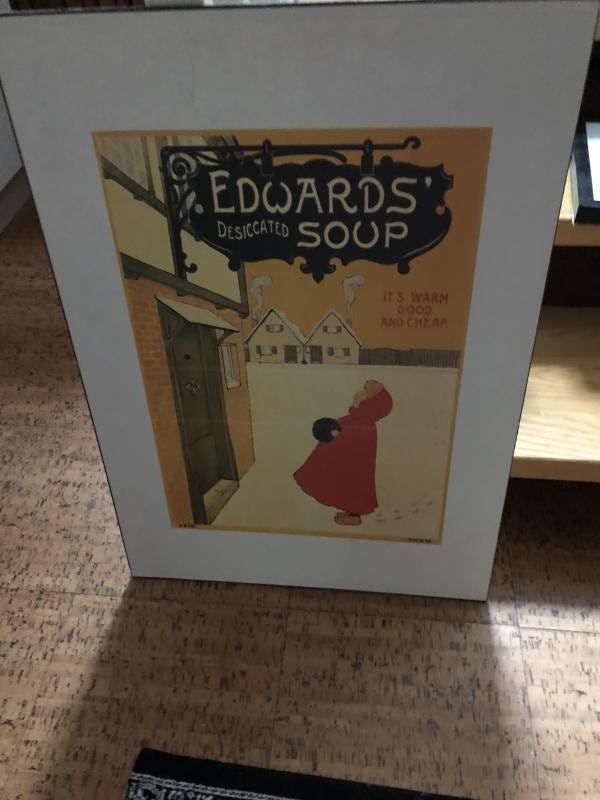 EDWARDS'
DESICCATED SOUP
IT'S WARM
GOOD
AND CHEAP.